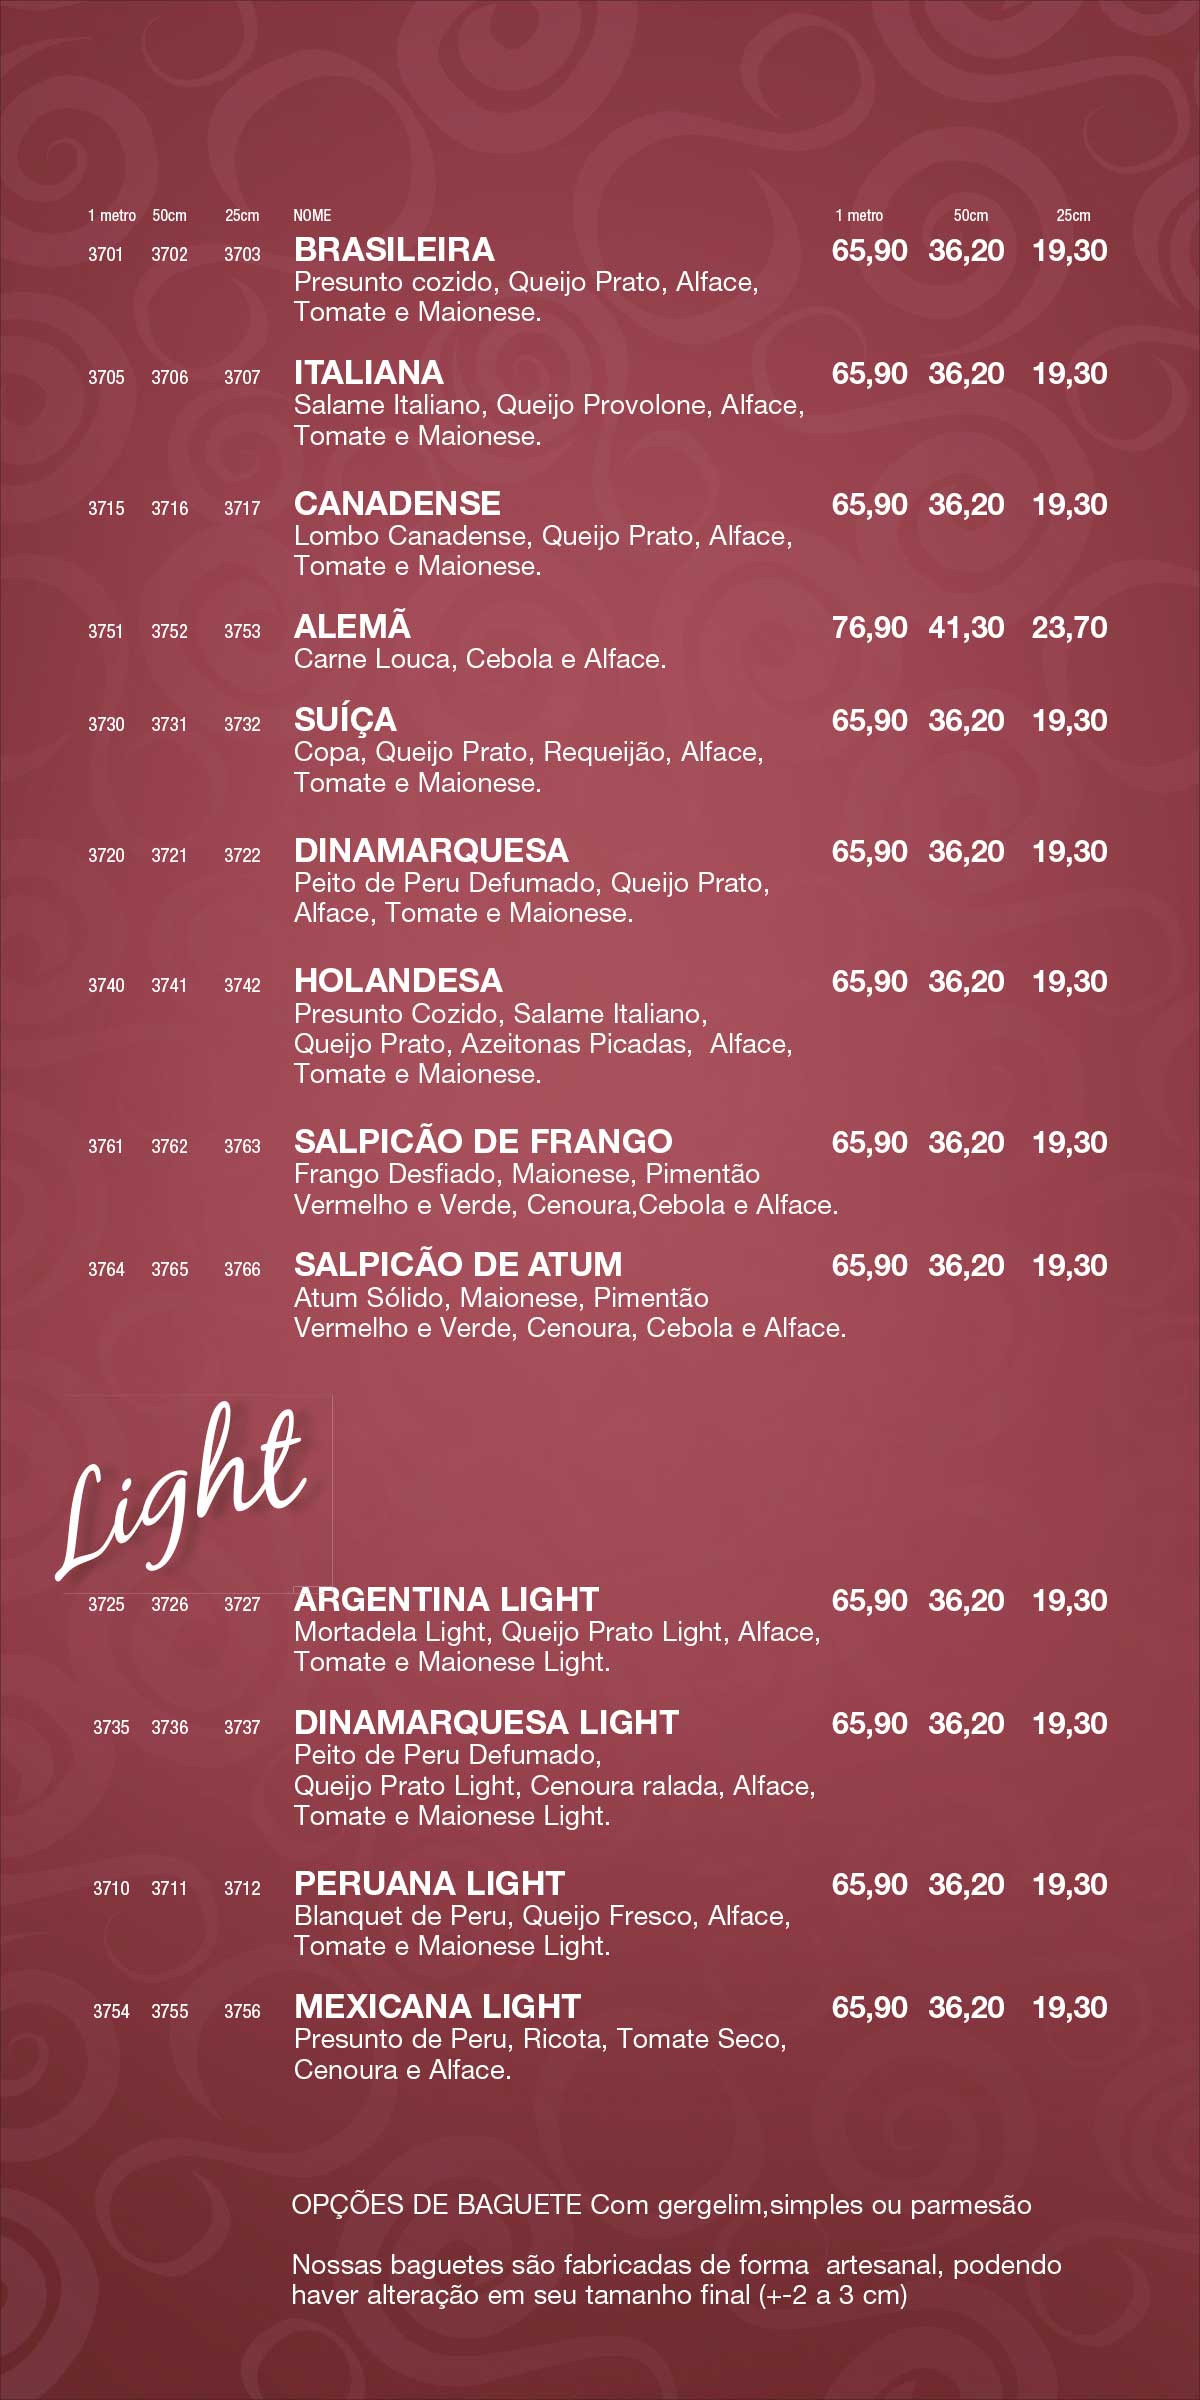 1 metro 50cm 25cm NOME 1 metro 50cm 25cm
3701 3702 3703 BRASILEIRA 65,90 36,20 19,30
Presunto cozido, Queijo Prato, Alface,
Tomate e Maionese.
3705 3706 3707 ITALIANA 65,90 36,20 19,30
Salame Italiano, Queijo Provolone, Alface,
Tomate e Maionese.
3715 3716 3717 CANADENSE 65,90 36,20 19,30
Lombo Canadense, Queijo Prato, Alface,
Tomate e Maionese.
3751 3752 3753 ALEMÃ 76,90 41,30 23,70
Carne Louca, Cebola e Alface.
3730 3731 3732 SUÍÇA 65,90 36,20 19,30
Copa, Queijo Prato, Requeijão, Alface,
Tomate e Maionese.
3720 3721 3722 DINAMARQUESA 65,90 36,20 19,30
Peito de Peru Defumado, Queijo Prato,
Alface, Tomate e Maionese.
3740 3741 3742 HOLANDESA 65,90 36,20 19,30
Presunto Cozido, Salame Italiano,
Queijo Prato, Azeitonas Picadas,  Alface,
Tomate e Maionese.
3761 3762 3763 SALPICÃO DE FRANGO 65,90 36,20 19,30
Frango Desfiado, Maionese, Pimentão
Vermelho e Verde, Cenoura,Cebola e Alface.
3764 3765 3766 SALPICÃO DE ATUM 65,90 36,20 19,30
Atum Sólido, Maionese, Pimentão
Vermelho e Verde, Cenoura, Cebola e Alface.
Light
3725 3726 3727 ARGENTINA LIGHT 65,90 36,20 19,30
Mortadela Light, Queijo Prato Light, Alface,
Tomate e Maionese Light.
3735 3736 3737 DINAMARQUESA LIGHT 65,90 36,20 19,30
Peito de Peru Defumado,
Queijo Prato Light, Cenoura ralada, Alface,
Tomate e Maionese Light.
3710 3711 3712 PERUANA LIGHT 65,90 36,20 19,30
Blanquet de Peru, Queijo Fresco, Alface,
Tomate e Maionese Light.
3754 3755 3756 MEXICANA LIGHT 65,90 36,20 19,30
Presunto de Peru, Ricota, Tomate Seco,
Cenoura e Alface.
OPÇÕES DE BAGUETE Com gergelim,simples ou parmesão
Nossas baguetes são fabricadas de forma  artesanal, podendo
haver alteração em seu tamanho final (+-2 a 3 cm)